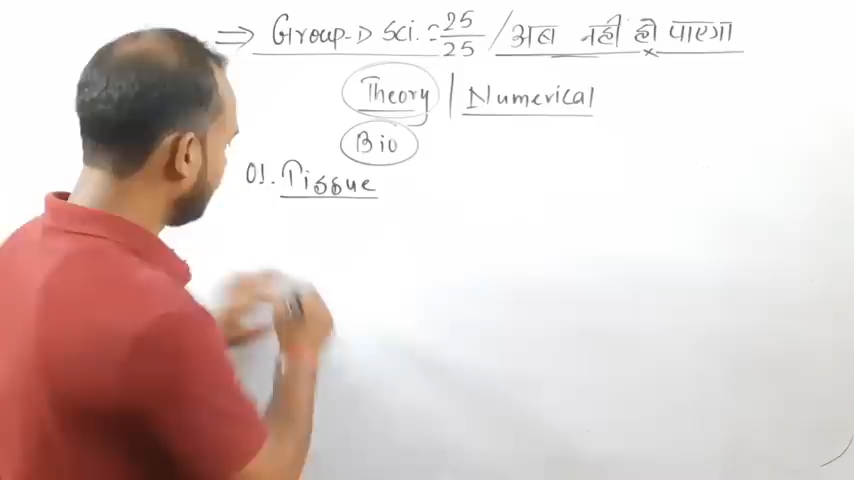 ⇒ Group-D Sci. = 25/25 / अब नहीं हो पाएगा
Theory | Numerical
Bio
01. Tissue